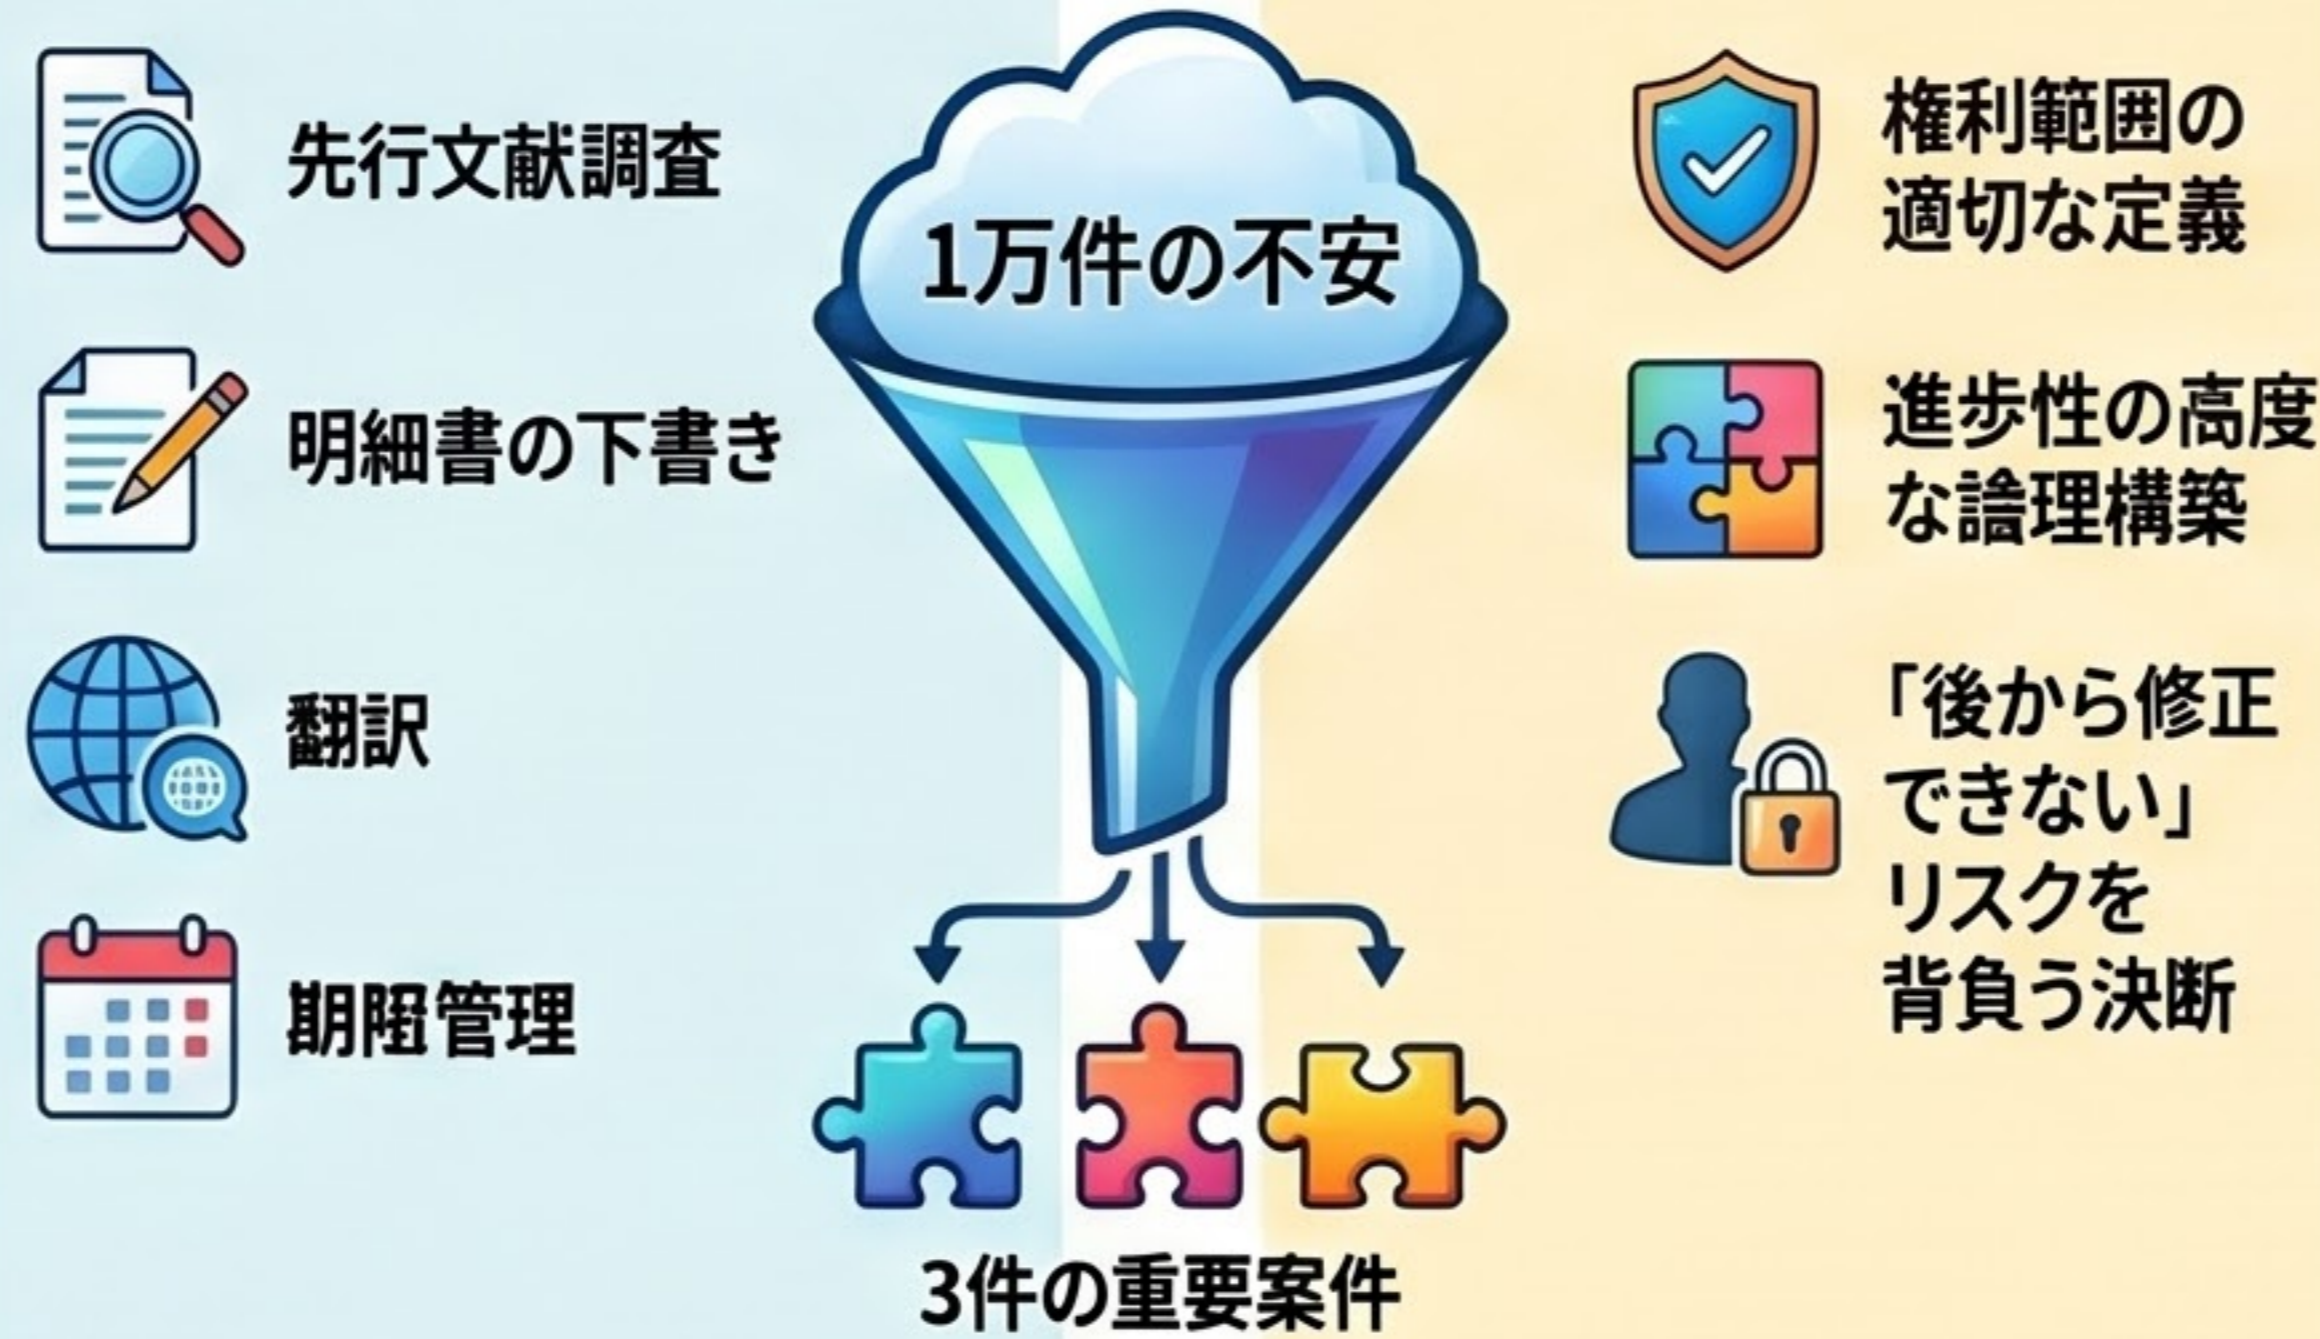 先行文献調査
明細書の下書き
翻訳
期限管理
1万件の不安
3件の重要案件
権利範囲の
適切な定義
進歩性の高度
な論理構築
「後から修正
できない」
リスクを
背負う決断